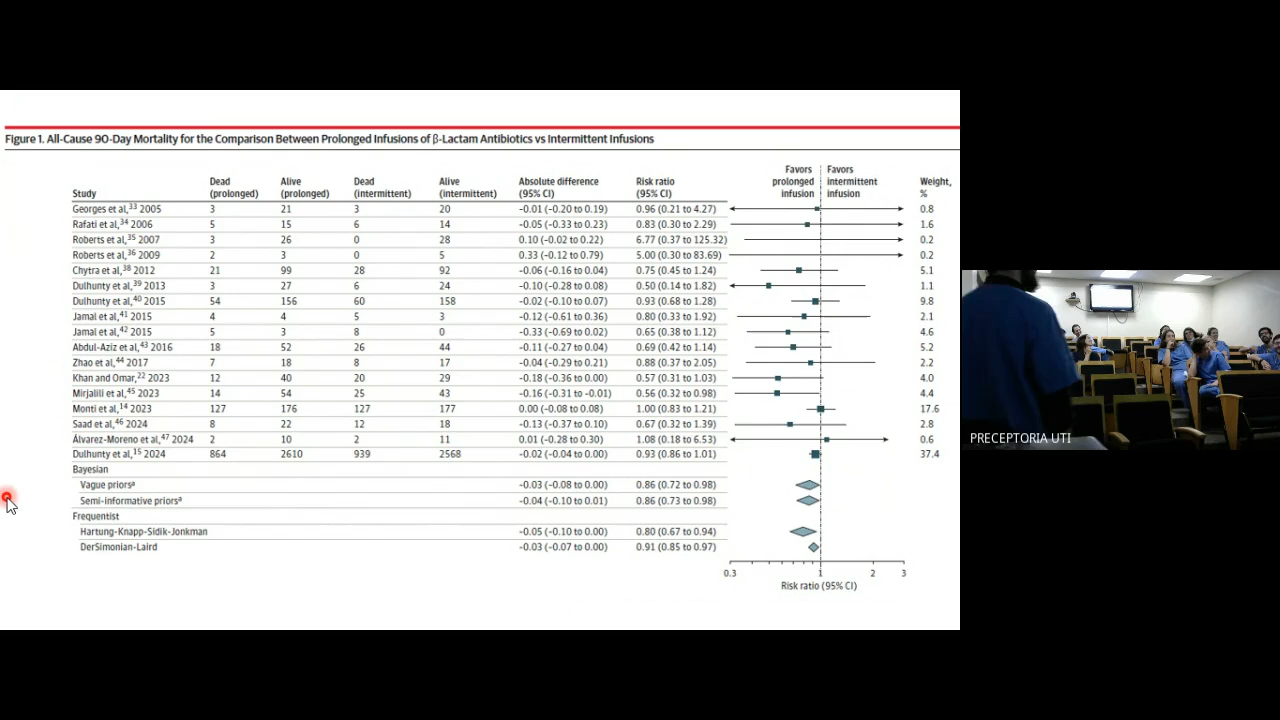 Figure 1. All-Cause 90-Day Mortality for the Comparison Between Prolonged Infusions of β-Lactam Antibiotics vs Intermittent Infusions
Study Dead (prolonged) Alive (prolonged) Dead (intermittent) Alive (intermittent) Absolute difference (95% CI) Risk ratio (95% CI) Favors prolonged infusion Favors intermittent infusion Weight, %
Georges et al,33 2005 3 21 3 20 -0.01 (-0.20 to 0.19) 0.96 (0.21 to 4.27) 0.8
Rafati et al,34 2006 5 15 6 14 -0.05 (-0.33 to 0.23) 0.83 (0.30 to 2.29) 1.6
Roberts et al,35 2007 3 26 0 28 0.10 (-0.02 to 0.22) 6.77 (0.37 to 125.32) 0.2
Roberts et al,36 2009 2 3 0 5 0.33 (-0.12 to 0.79) 5.00 (0.30 to 83.69) 0.2
Chytra et al,38 2012 21 99 28 92 -0.06 (-0.16 to 0.04) 0.75 (0.45 to 1.24) 5.1
Dulhunty et al,39 2013 3 27 6 24 -0.10 (-0.28 to 0.08) 0.50 (0.14 to 1.82) 1.1
Dulhunty et al,40 2015 54 156 60 158 -0.02 (-0.10 to 0.07) 0.93 (0.68 to 1.28) 9.8
Jamal et al,41 2015 4 4 5 3 -0.12 (-0.61 to 0.36) 0.80 (0.33 to 1.92) 2.1
Jamal et al,42 2015 5 3 8 0 -0.33 (-0.69 to 0.02) 0.65 (0.38 to 1.12) 4.6
Abdul-Aziz et al,43 2016 18 52 26 44 -0.11 (-0.27 to 0.04) 0.69 (0.42 to 1.14) 5.2
Zhao et al,44 2017 7 18 8 17 -0.04 (-0.29 to 0.21) 0.88 (0.37 to 2.05) 2.2
Khan and Omar,22 2023 12 40 20 29 -0.18 (-0.36 to 0.00) 0.57 (0.31 to 1.03) 4.0
Mirjalili et al,45 2023 14 54 25 43 -0.16 (-0.31 to -0.01) 0.56 (0.32 to 0.98) 4.4
Monti et al,14 2023 127 176 127 177 0.00 (-0.08 to 0.08) 1.00 (0.83 to 1.21) 17.6
Saad et al,46 2024 8 22 12 18 -0.13 (-0.37 to 0.10) 0.67 (0.32 to 1.39) 2.8
Álvarez-Moreno et al,47 2024 2 10 2 11 0.01 (-0.28 to 0.30) 1.08 (0.18 to 6.53) 0.6
Dulhunty et al,15 2024 864 2610 939 2568 -0.02 (-0.04 to 0.00) 0.93 (0.86 to 1.01) 37.4
Bayesian
Vague priorsa -0.03 (-0.08 to 0.00) 0.86 (0.72 to 0.98)
Semi-informative priorsa -0.04 (-0.10 to 0.01) 0.86 (0.73 to 0.98)
Frequentist
Hartung-Knapp-Sidik-Jonkman -0.05 (-0.10 to 0.00) 0.80 (0.67 to 0.94)
DerSimonian-Laird -0.03 (-0.07 to 0.00) 0.91 (0.85 to 0.97)
0.3 1 2 3
Risk ratio (95% CI)
PRECEPTORIA UTI